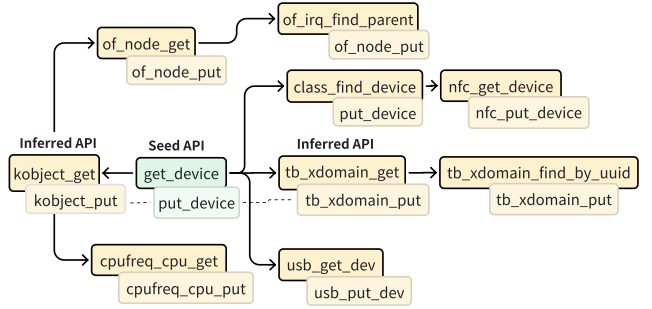 of_irq_find_parent
of_node_get
of_node_put
of_node_put
class_find_device
nfc_get_device
put_device
nfc_put_device
Inferred API
Seed API
Inferred API
kobject_get
get_device
tb_xdomain_get
tb_xdomain_find_by_uuid
kobject_put
put_device
tb_xdomain_put
tb_xdomain_put
cpufreq_cpu_get
usb_get_dev
cpufreq_cpu_put
usb_put_dev